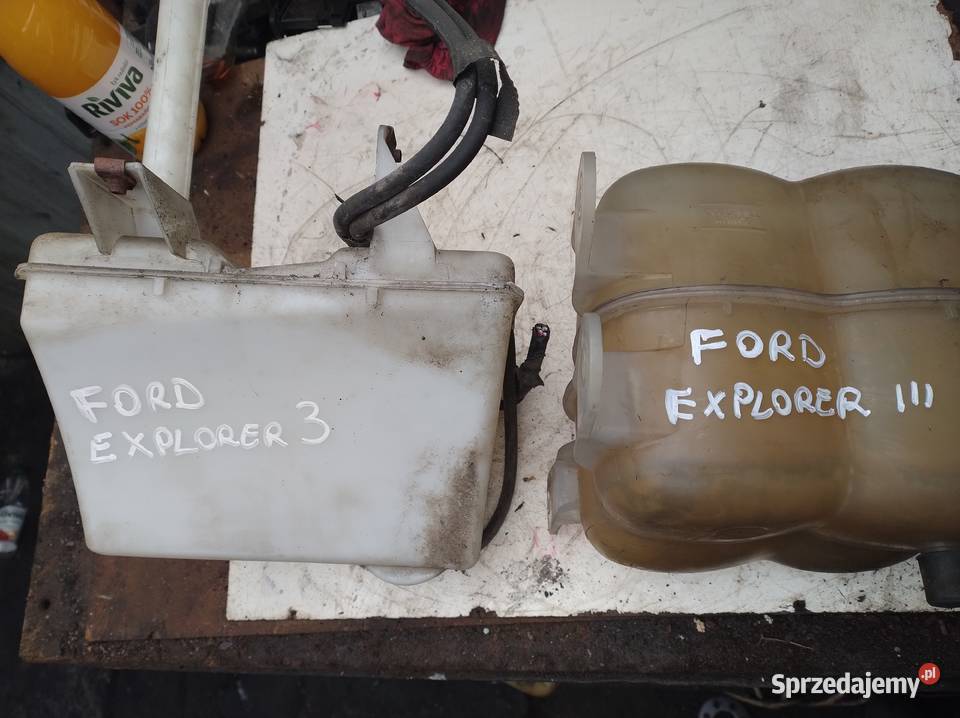 RiViVa
SOK 100%
FORD
EXPLORER 3
FORD
EXPLORER III
Sprzedajemy.pl